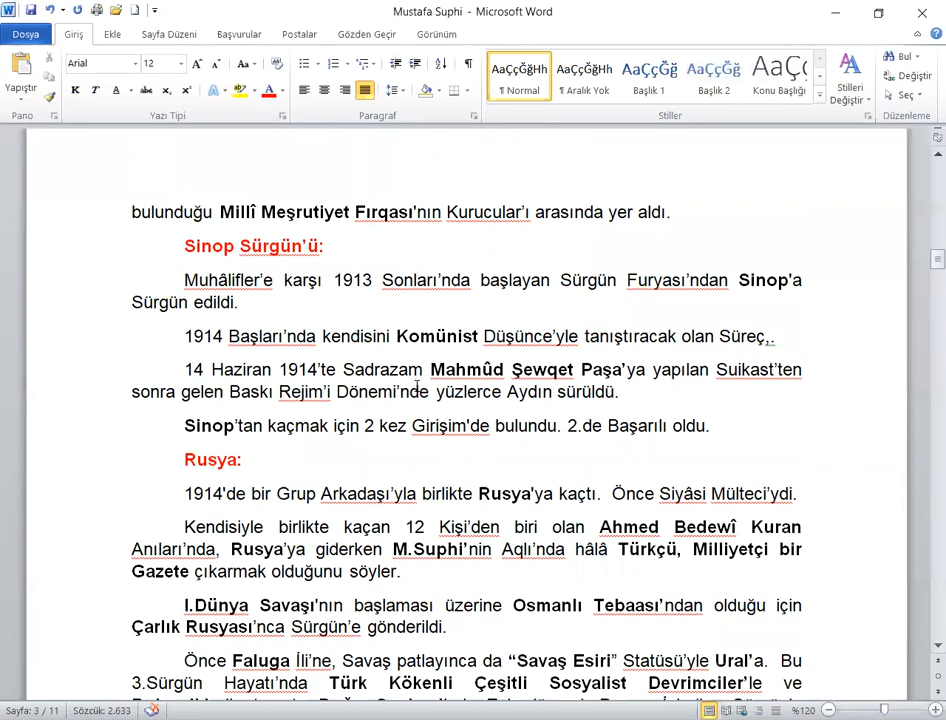 Mustafa Suphi - Microsoft Word
Dosya Giriş Ekle Sayfa Düzeni Başvurular Postalar Gözden Geçir Görünüm
Arial 12
Yapıştır
AaÇçĞğHh AaÇçĞğHh AaÇçĞğ AaÇçĞğ AaÇç
¶ Normal ¶ Aralık Yok Başlık 1 Başlık 2 Konu Başlığı
Stilleri Değiştir
Bul
Değiştir
Seç
Pano Yazı Tipi Paragraf Stiller Düzenleme
bulunduğu Millî Meşrutiyet Fırqası'nın Kurucular’ı arasında yer aldı.
Sinop Sürgün’ü:
Muhâlifler’e karşı 1913 Sonları’nda başlayan Sürgün Furyası’ndan Sinop'a
Sürgün edildi.
1914 Başları’nda kendisini Komünist Düşünce’yle tanıştıracak olan Süreç,.
14 Haziran 1914’te Sadrazam Mahmûd Şewqet Paşa’ya yapılan Suikast’ten
sonra gelen Baskı Rejim’i Dönemi’nde yüzlerce Aydın sürüldü.
Sinop’tan kaçmak için 2 kez Girişim'de bulundu. 2.de Başarılı oldu.
Rusya:
1914'de bir Grup Arkadaşı’yla birlikte Rusya'ya kaçtı. Önce Siyâsi Mülteci’ydi.
Kendisiyle birlikte kaçan 12 Kişi’den biri olan Ahmed Bedewî Kuran
Anıları’nda, Rusya’ya giderken M.Suphi’nin Aqlı’nda hâlâ Türkçü, Milliyetçi bir
Gazete çıkarmak olduğunu söyler.
I.Dünya Savaşı'nın başlaması üzerine Osmanlı Tebaası’ndan olduğu için
Çarlık Rusyası’nca Sürgün’e gönderildi.
Önce Faluga İli’ne, Savaş patlayınca da “Savaş Esiri” Statüsü’yle Ural’a. Bu
3.Sürgün Hayatı’nda Türk Kökenli Çeşitli Sosyalist Devrimciler’le ve
Sayfa: 3 / 11 Sözcük: 2.633 %120